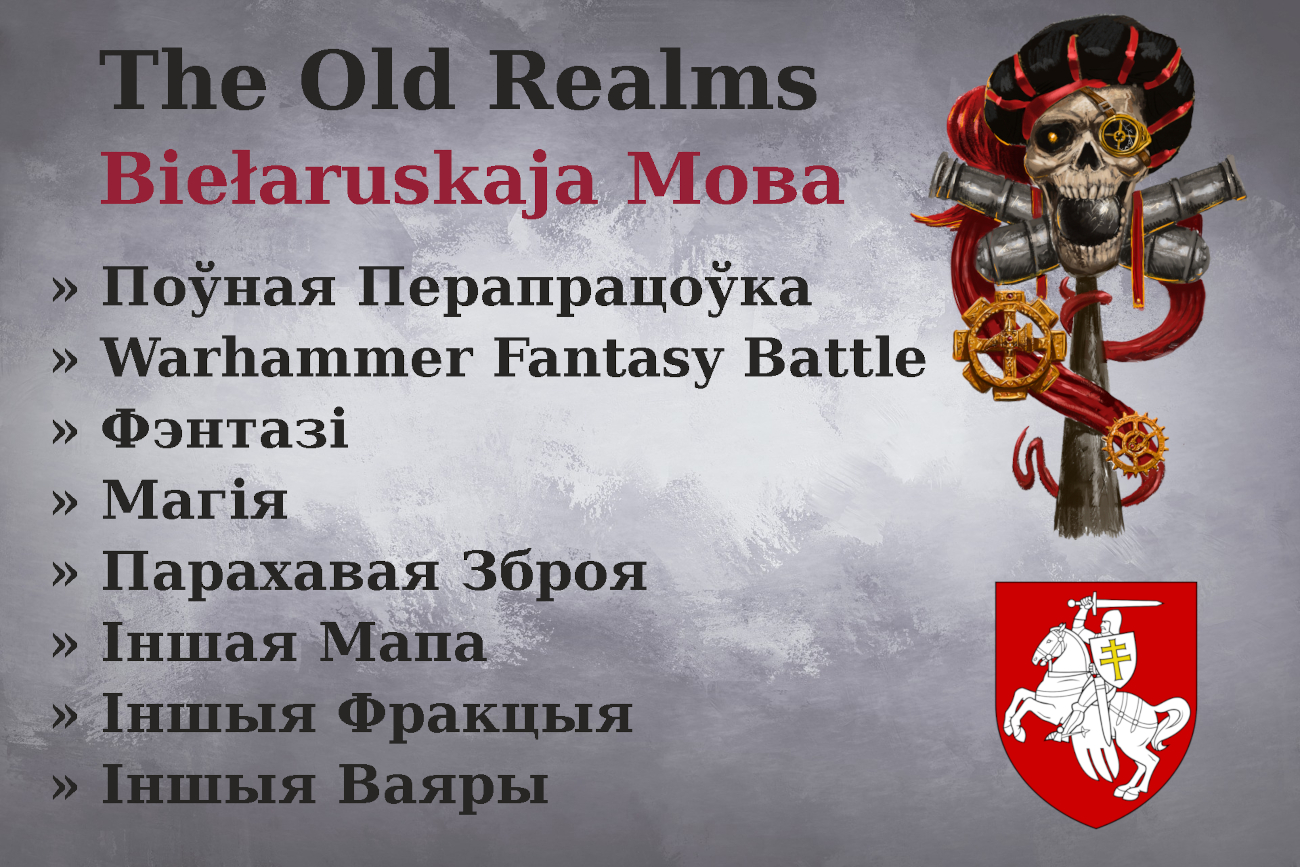 The Old Realms
Biełaruskaja Мова
» Поўная Перапрацоўка
» Warhammer Fantasy Battle
» Фэнтазі
» Магія
» Парахавая Зброя
» Іншая Мапа
» Іншыя Фракцыя
» Іншыя Ваяры